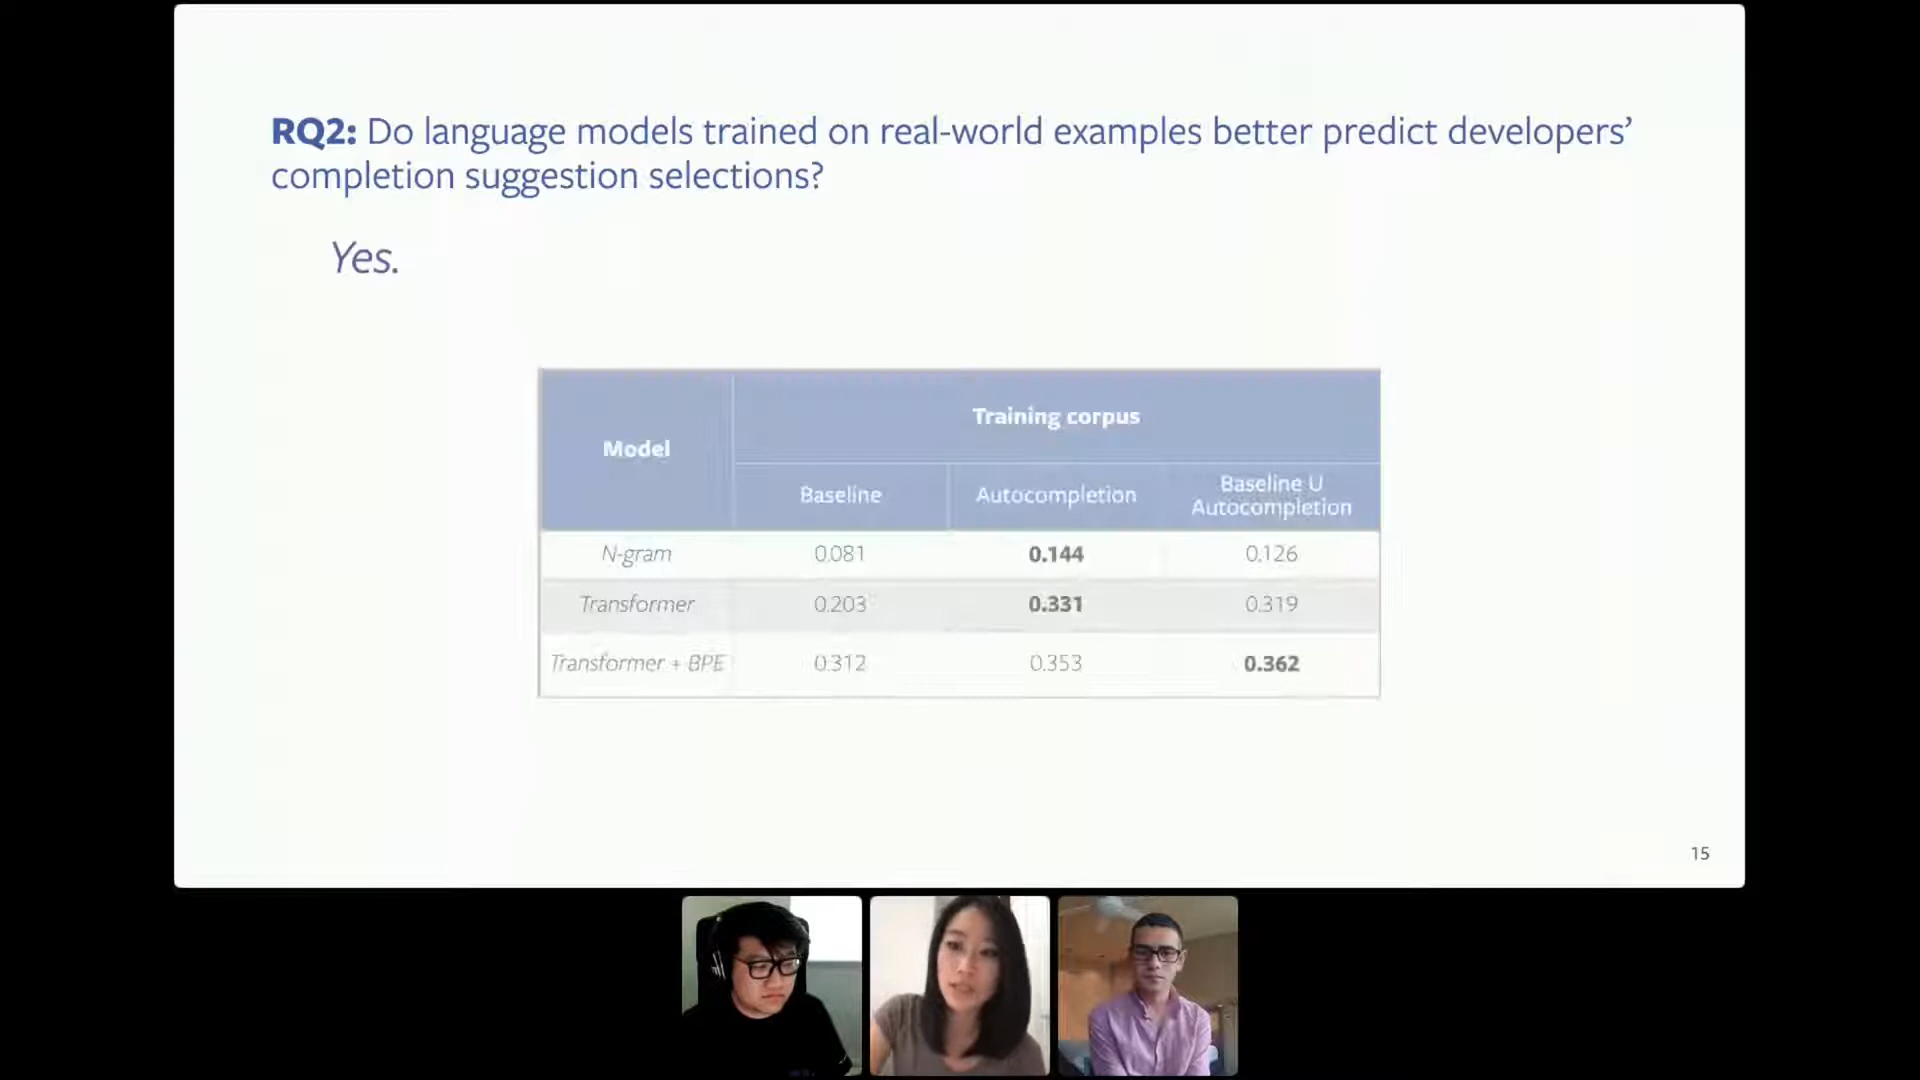 RQ2: Do language models trained on real-world examples better predict developers’
completion suggestion selections?
Yes.
Model
Training corpus
Baseline
Autocompletion
Baseline U
Autocompletion
N-gram 0.081 0.144 0.126
Transformer 0.203 0.331 0.319
Transformer + BPE 0.312 0.353 0.362
15